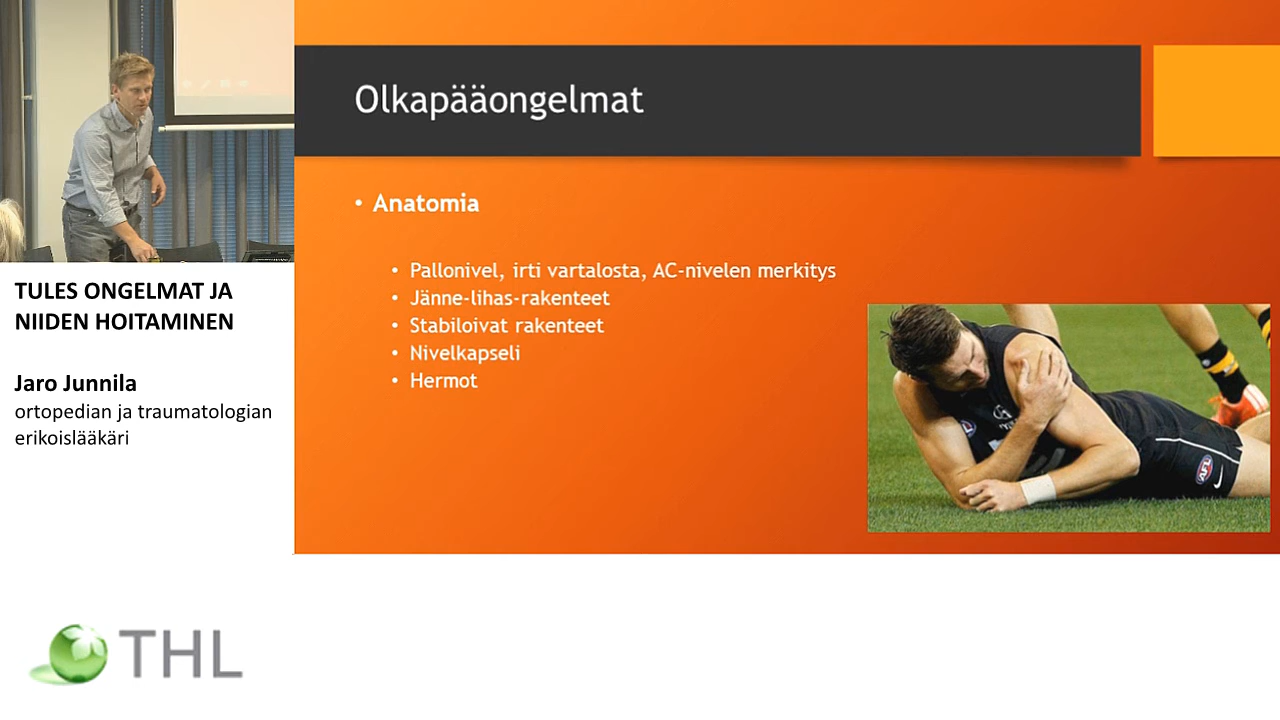 Olkapääongelmat
• Anatomia
• Pallonivel, irti vartalosta, AC-nivelen merkitys
• Jänne-lihas-rakenteet
• Stabiloivat rakenteet
• Nivelkapseli
• Hermot
AFL
TULES ONGELMAT JA
NIIDEN HOITAMINEN
Jaro Junnila
ortopedian ja traumatologian
erikoislääkäri
THL